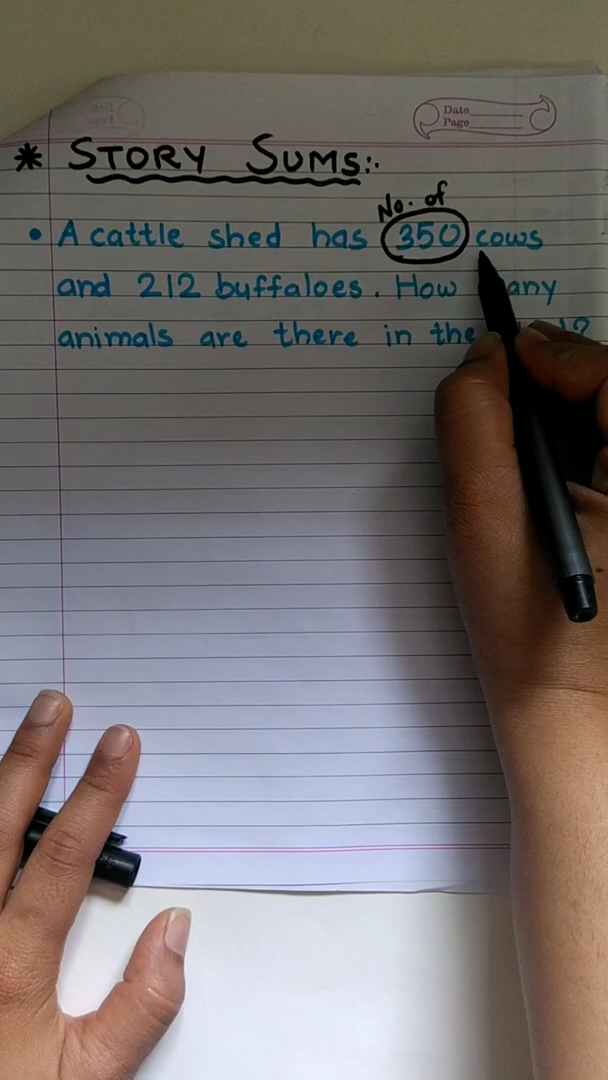 Date
Page
* STORY SUMS:.
No. of
• A cattle shed has 350 cows
and 212 buffaloes. How any
animals are there in the